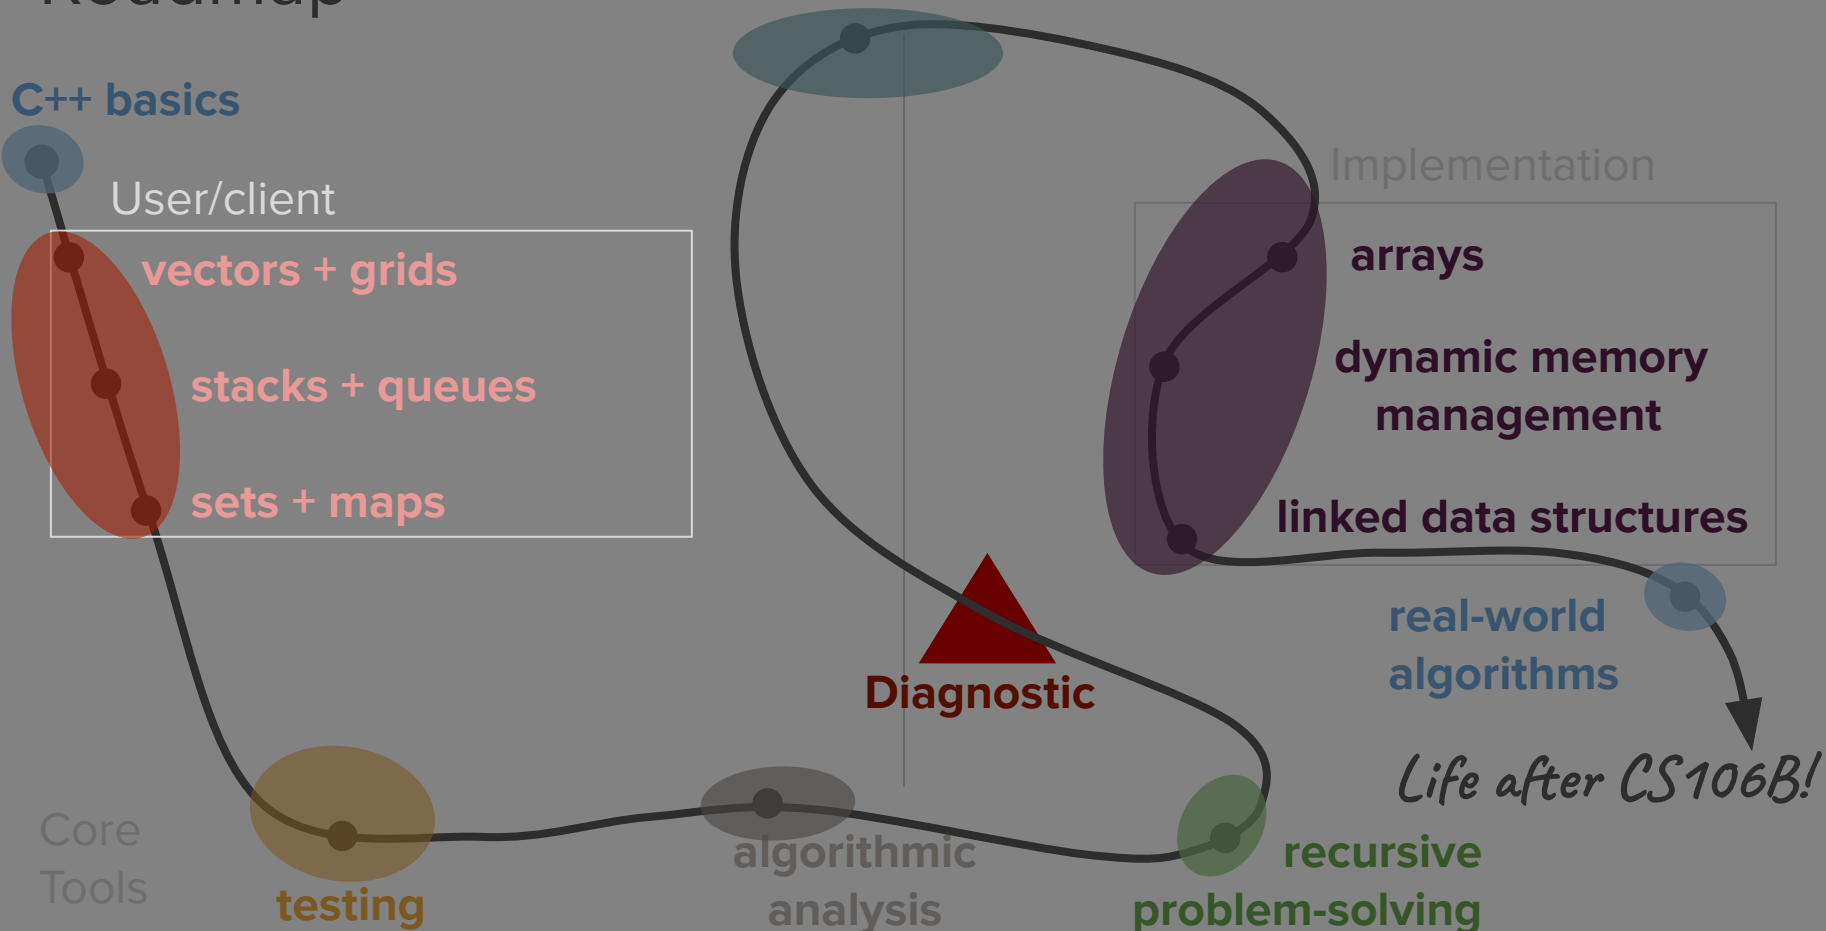 Roadmap
C++ basics
User/client
vectors + grids
stacks + queues
sets + maps
Implementation
arrays
dynamic memory
management
linked data structures
real-world
algorithms
Diagnostic
Life after CS106B!
Core
Tools
testing
algorithmic
analysis
recursive
problem-solving